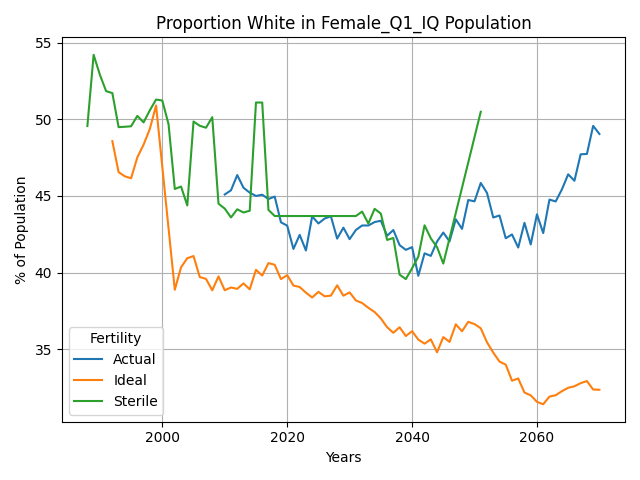 Proportion White in Female_Q1_IQ Population
% of Population
55
50
45
40
35
Fertility
Actual
Ideal
Sterile
2000
2020
2040
2060
Years